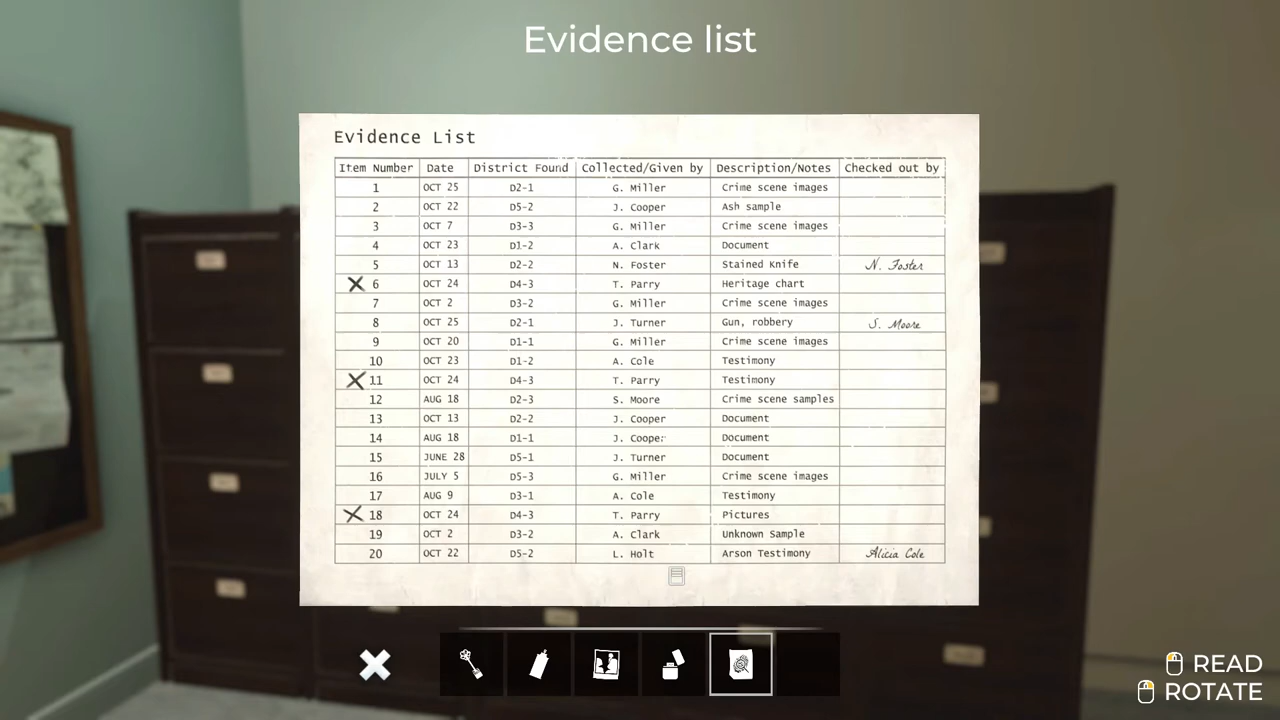 Evidence list
Evidence List
Item Number Date District Found Collected/Given by Description/Notes Checked out by
1 OCT 25 D2-1 G. Miller Crime scene images
2 OCT 22 D5-2 J. Cooper Ash sample
3 OCT 7 D3-3 G. Miller Crime scene images
4 OCT 23 D1-2 A. Clark Document
5 OCT 13 D2-2 N. Foster Stained Knife N. Foster
6 OCT 24 D4-3 T. Parry Heritage chart
7 OCT 2 D3-2 G. Miller Crime scene images
8 OCT 25 D2-1 J. Turner Gun, robbery S. Moore
9 OCT 20 D1-1 G. Miller Crime scene images
10 OCT 23 D1-2 A. Cole Testimony
11 OCT 24 D4-3 T. Parry Testimony
12 AUG 18 D2-3 S. Moore Crime scene samples
13 OCT 13 D2-2 J. Cooper Document
14 AUG 18 D1-1 J. Cooper Document
15 JUNE 28 D5-1 J. Turner Document
16 JULY 5 D5-3 G. Miller Crime scene images
17 AUG 9 D3-1 A. Cole Testimony
18 OCT 24 D4-3 T. Parry Pictures
19 OCT 2 D3-2 A. Clark Unknown Sample
20 OCT 22 D5-2 L. Holt Arson Testimony Alicia Cole
READ
ROTATE